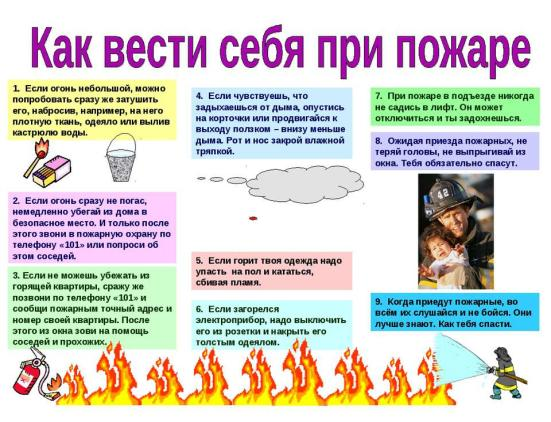 Как вести себя при пожаре
1. Если огонь небольшой, можно
попробовать сразу же затушить
его, набросив, например, на него
плотную ткань, одеяло или вылив
кастрюлю воды.
2. Если огонь сразу не погас,
немедленно убегай из дома в
безопасное место. И только после
этого звони в пожарную охрану по
телефону «101» или попроси об
этом соседей.
3. Если не можешь убежать из
горящей квартиры, сражу же
позвони по телефону «101» и
сообщи пожарным точный адрес и
номер своей квартиры. После
этого из окна зови на помощь
соседей и прохожих.
4. Если чувствуешь, что
задыхаешься от дыма, опустись
на корточки или продвигайся к
выходу ползком – внизу меньше
дыма. Рот и нос закрой влажной
тряпкой.
5. Если горит твоя одежда надо
упасть на пол и кататься,
сбивая пламя.
6. Если загорелся
электроприбор, надо выключить
его из розетки и накрыть его
толстым одеялом.
7. При пожаре в подъезде никогда
не садись в лифт. Он может
отключиться и ты задохнешься.
8. Ожидая приезда пожарных, не
теряй головы, не выпрыгивай из
окна. Тебя обязательно спасут.
9. Когда приедут пожарные, во
всём их слушайся и не бойся. Они
лучше знают. Как тебя спасти.